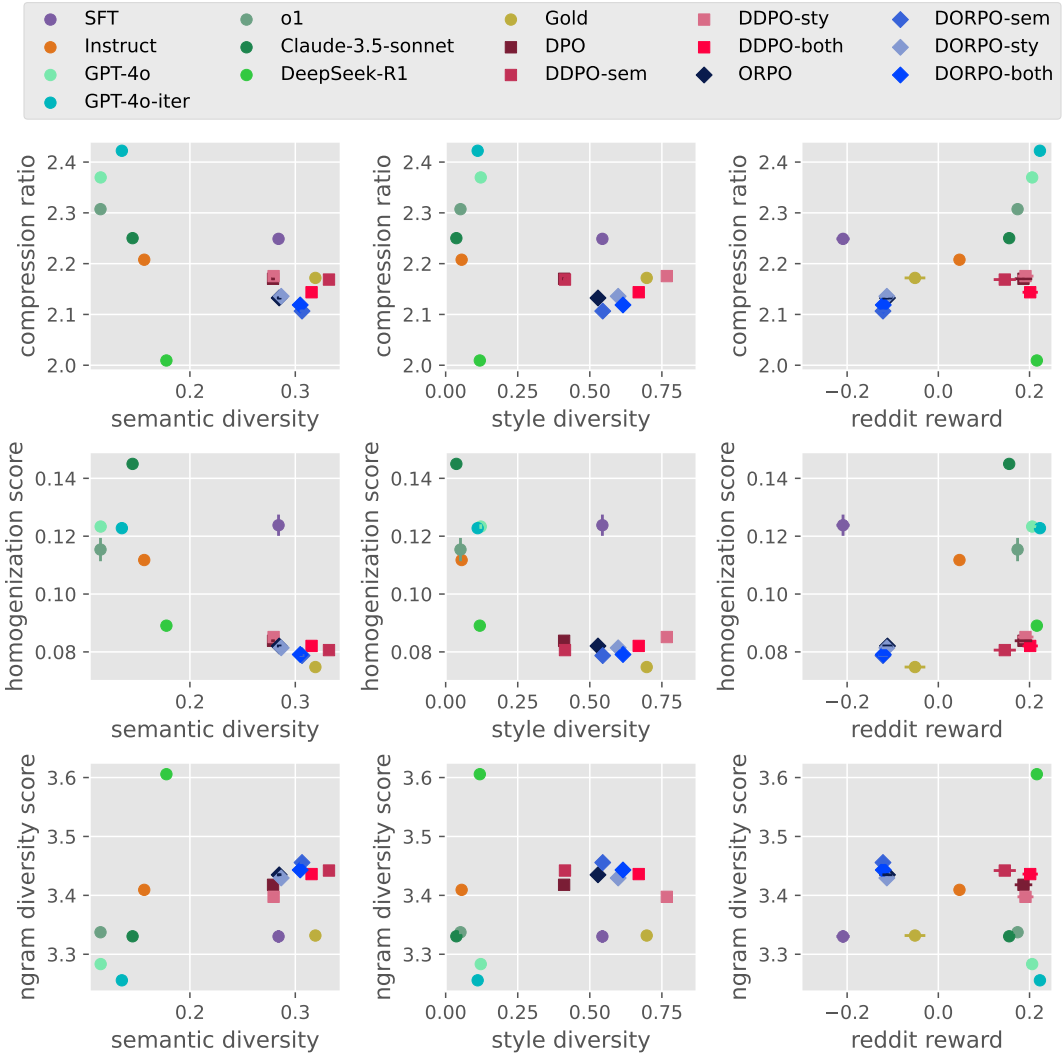 SFT o1 Gold DDPO-sty DORPO-sem
Instruct Claude-3.5-sonnet DPO DDPO-both DORPO-sty
GPT-4o DeepSeek-R1 DDPO-sem ORPO DORPO-both
GPT-4o-iter
compression ratio
2.4
2.3
2.2
2.1
2.0
0.2 0.3
semantic diversity
compression ratio
2.4
2.3
2.2
2.1
2.0
0.00 0.25 0.50 0.75
style diversity
compression ratio
2.4
2.3
2.2
2.1
2.0
−0.2 0.0 0.2
reddit reward
homogenization score
0.14
0.12
0.10
0.08
0.2 0.3
semantic diversity
homogenization score
0.14
0.12
0.10
0.08
0.00 0.25 0.50 0.75
style diversity
homogenization score
0.14
0.12
0.10
0.08
−0.2 0.0 0.2
reddit reward
ngram diversity score
3.6
3.5
3.4
3.3
0.2 0.3
semantic diversity
ngram diversity score
3.6
3.5
3.4
3.3
0.00 0.25 0.50 0.75
style diversity
ngram diversity score
3.6
3.5
3.4
3.3
−0.2 0.0 0.2
reddit reward